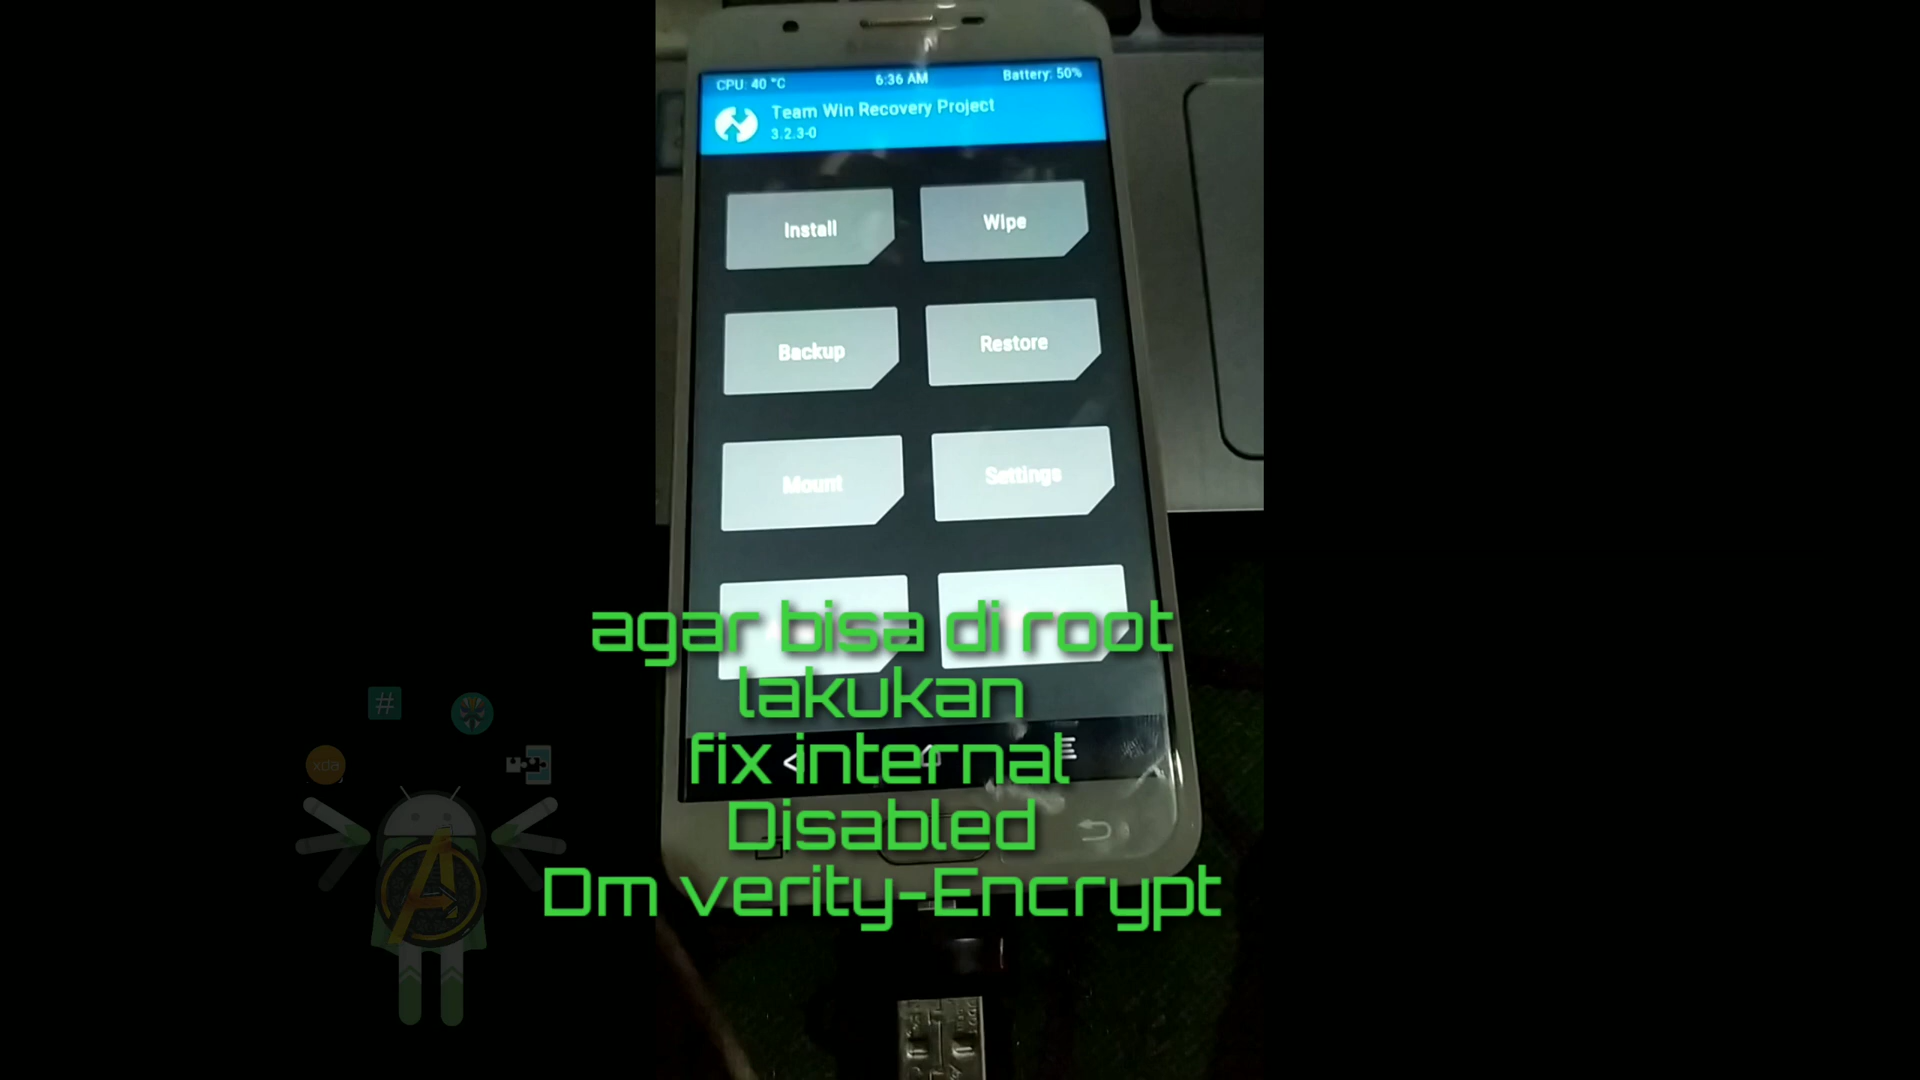 CPU: 40 °C 6:36 AM Battery: 50%
Team Win Recovery Project
3.2.3-0
Install Wipe
Backup Restore
Mount Settings
agar bisa di root
lakukan
fix internal
Disabled
Dm verity-Encrypt
#
xda